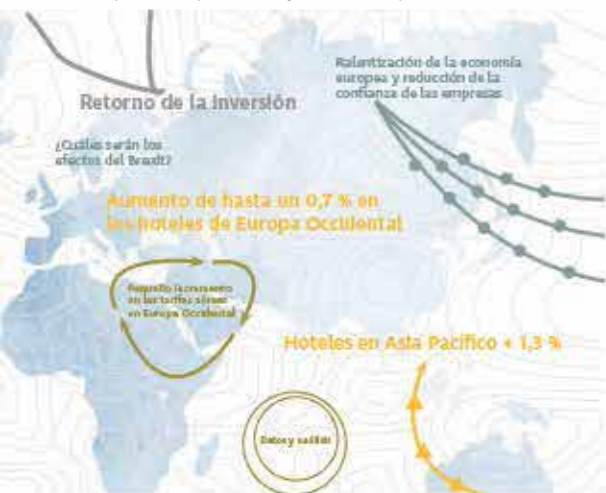 Ralentización de la economía
europea y reducción de la
confianza de las empresas
Retorno de la inversión
¿Cuáles serán los
efectos del Brexit?
Aumento de hasta un 0,7 % en
los hoteles de Europa Occidental
Pequeño incremento
en las tarifas aéreas
en Europa Occidental
Hoteles en Asia Pacífico + 1,3 %
Datos y